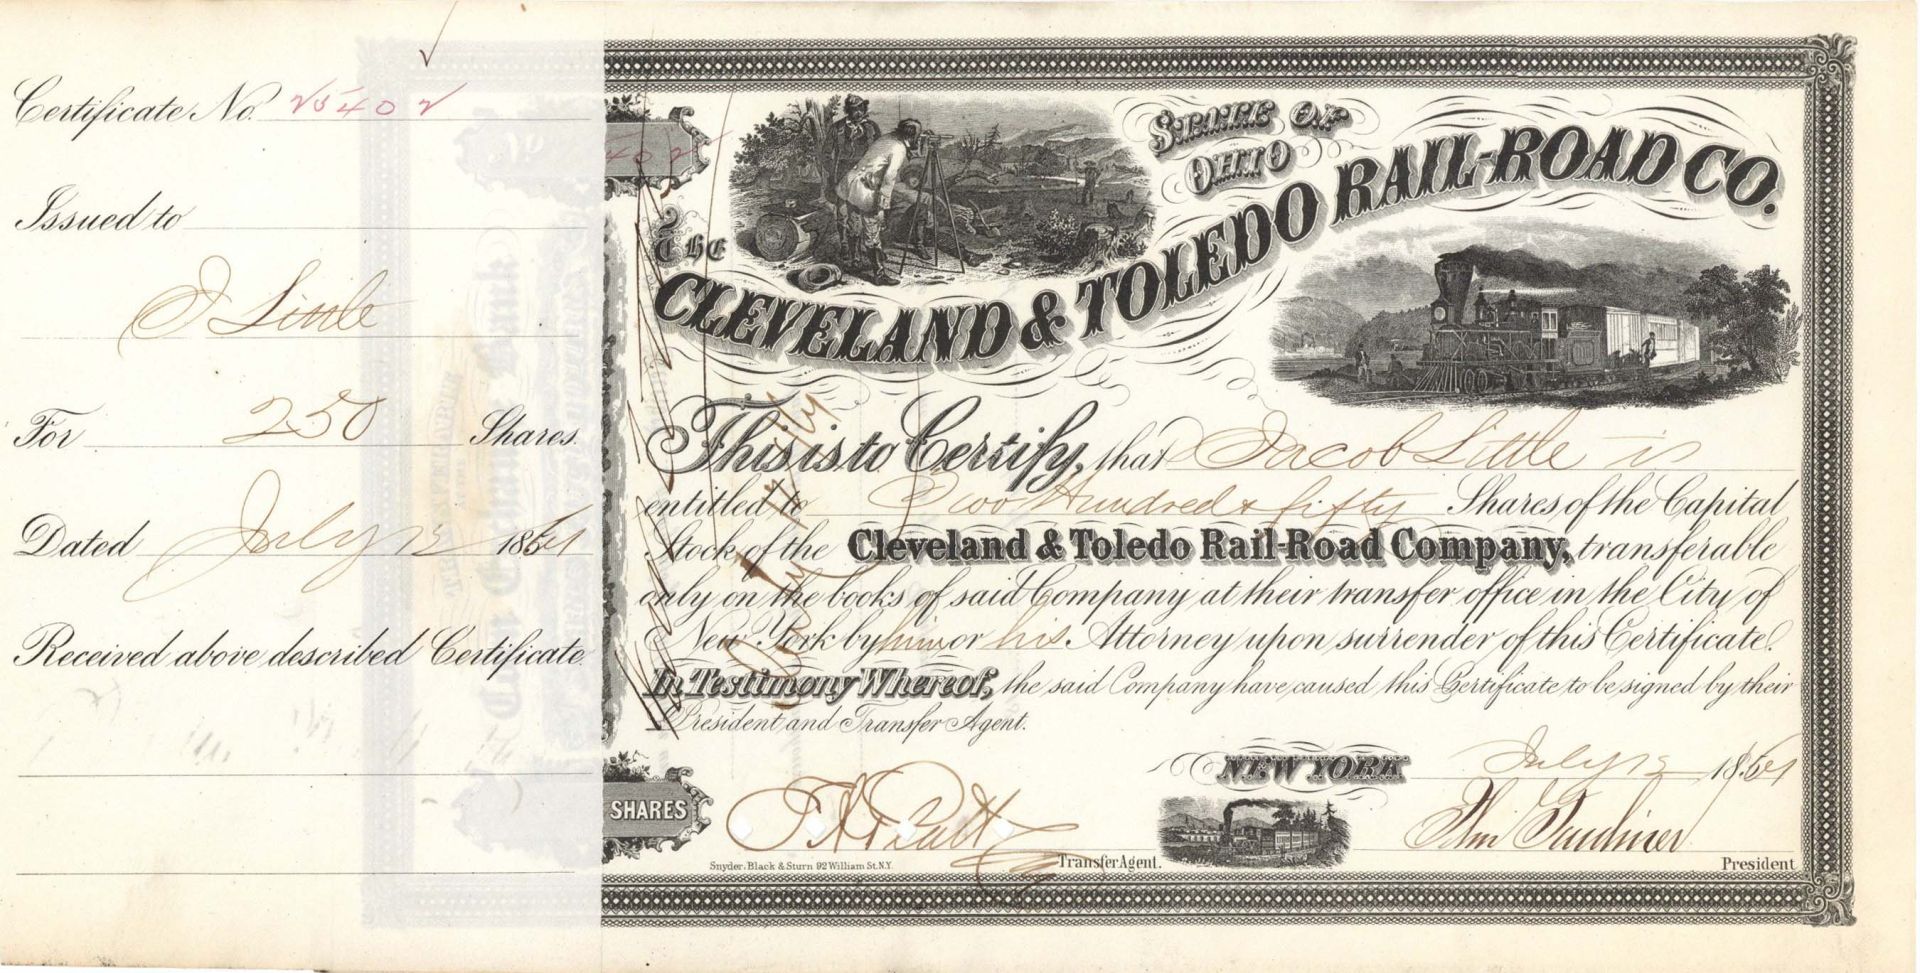 Certificate No. 25402
Issued to
J Little
For 250 Shares.
Dated July 12 1864
Received above described Certificate.
402
STATE OF
OHIO
The
CLEVELAND & TOLEDO RAIL-ROAD CO.
This is to Certify, that Jacob Little is
entitled to Two Hundred & fifty Shares of the Capital
Stock of the Cleveland & Toledo Rail-Road Company, transferable
only on the books of said Company at their transfer office in the City of
New York by him or his Attorney upon surrender of this Certificate.
In Testimony Whereof, the said Company have caused this Certificate to be signed by their
President and Transfer Agent.
NEW YORK July 12 1864
SHARES
Transfer Agent.
President
Snyder, Black & Sturn 92 William St. N.Y.